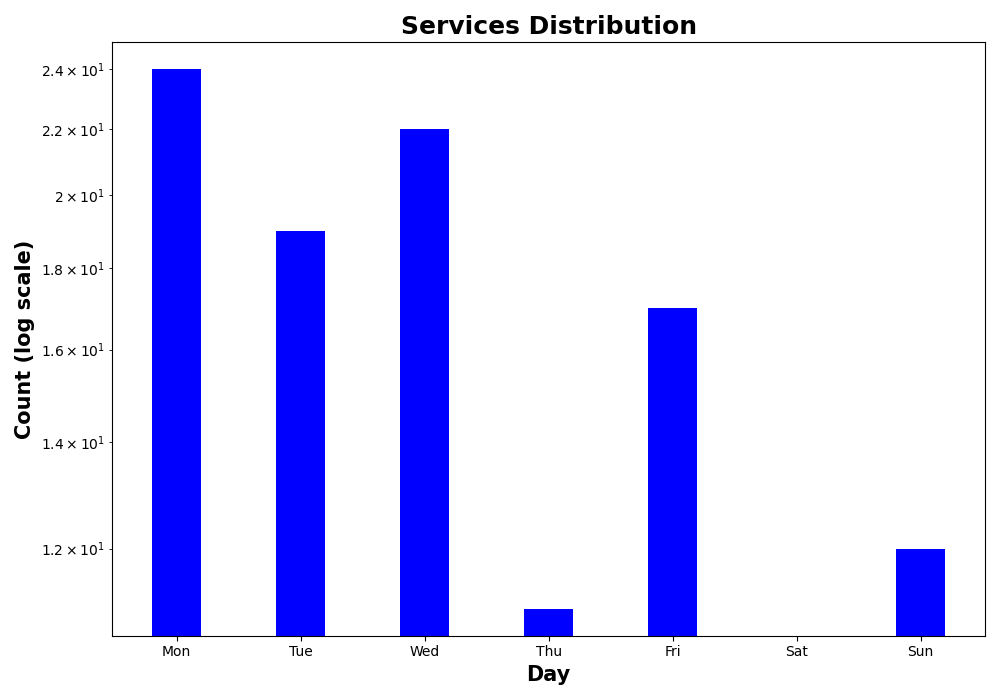 Services Distribution
2.4 × 10¹
2.2 × 10¹
2 × 10¹
1.8 × 10¹
1.6 × 10¹
1.4 × 10¹
1.2 × 10¹
Count (log scale)
Mon Tue Wed Thu Fri Sat Sun
Day